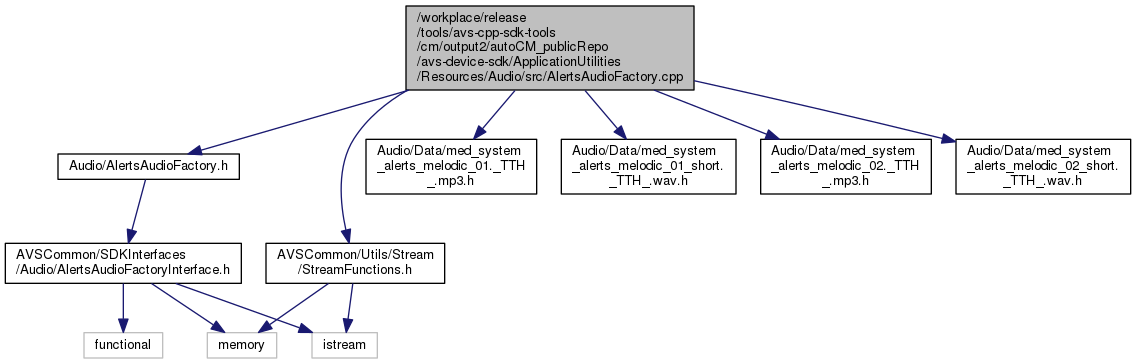 /workplace/release
/tools/avs-cpp-sdk-tools
/cm/output2/autoCM_publicRepo
/avs-device-sdk/ApplicationUtilities
/Resources/Audio/src/AlertsAudioFactory.cpp
Audio/AlertsAudioFactory.h
Audio/Data/med_system
_alerts_melodic_01._TTH
_.mp3.h
Audio/Data/med_system
_alerts_melodic_01_short.
_TTH_.wav.h
Audio/Data/med_system
_alerts_melodic_02._TTH
_.mp3.h
Audio/Data/med_system
_alerts_melodic_02_short.
_TTH_.wav.h
AVSCommon/SDKInterfaces
/Audio/AlertsAudioFactoryInterface.h
AVSCommon/Utils/Stream
/StreamFunctions.h
functional
memory
istream